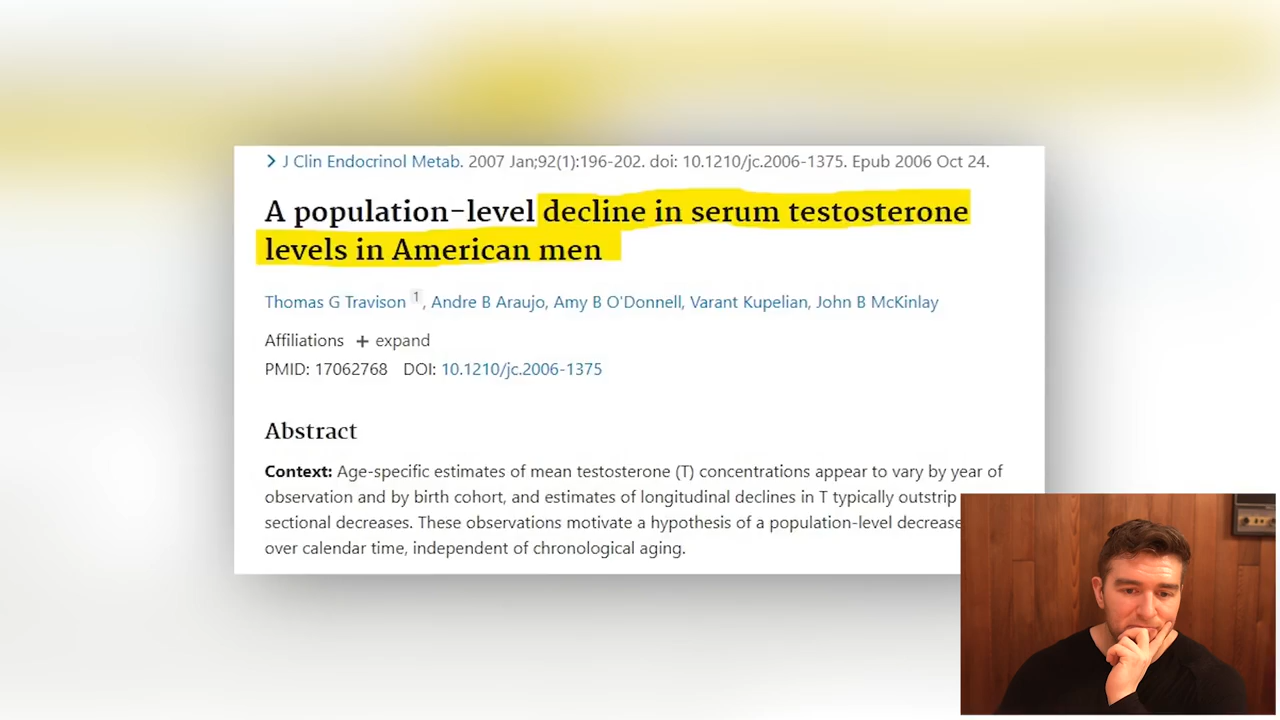 J Clin Endocrinol Metab. 2007 Jan;92(1):196-202. doi: 10.1210/jc.2006-1375. Epub 2006 Oct 24.
A population-level decline in serum testosterone
levels in American men
Thomas G Travison 1, Andre B Araujo, Amy B O'Donnell, Varant Kupelian, John B McKinlay
Affiliations + expand
PMID: 17062768 DOI: 10.1210/jc.2006-1375
Abstract
Context: Age-specific estimates of mean testosterone (T) concentrations appear to vary by year of
observation and by birth cohort, and estimates of longitudinal declines in T typically outstrip
sectional decreases. These observations motivate a hypothesis of a population-level decrease
over calendar time, independent of chronological aging.